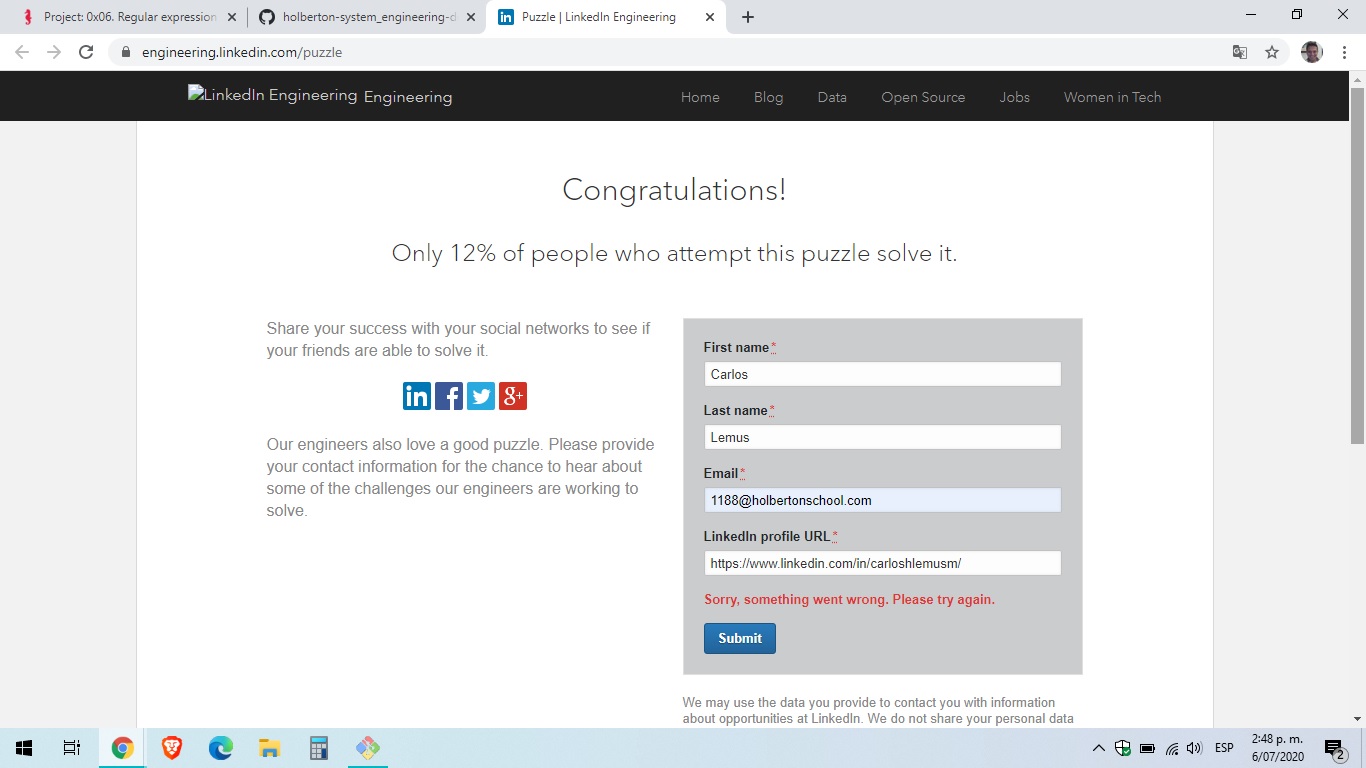 Project: 0x06. Regular expression
holberton-system_engineering-d
Puzzle | LinkedIn Engineering
engineering.linkedin.com/puzzle
LinkedIn Engineering Engineering
Home Blog Data Open Source Jobs Women in Tech
Congratulations!
Only 12% of people who attempt this puzzle solve it.
Share your success with your social networks to see if
your friends are able to solve it.
in f g+
Our engineers also love a good puzzle. Please provide
your contact information for the chance to hear about
some of the challenges our engineers are working to
solve.
First name*
Carlos
Last name*
Lemus
Email*
1188@holbertonschool.com
LinkedIn profile URL*
https://www.linkedin.com/in/carloshlemusm/
Sorry, something went wrong. Please try again.
Submit
We may use the data you provide to contact you with information
about opportunities at LinkedIn. We do not share your personal data
ESP
2:48 p. m.
6/07/2020
2